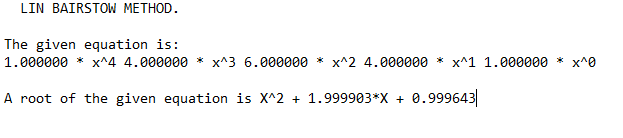 LIN BAIRSTOW METHOD.
The given equation is:
1.000000 * x^4 4.000000 * x^3 6.000000 * x^2 4.000000 * x^1 1.000000 * x^0
A root of the given equation is X^2 + 1.999903*X + 0.999643